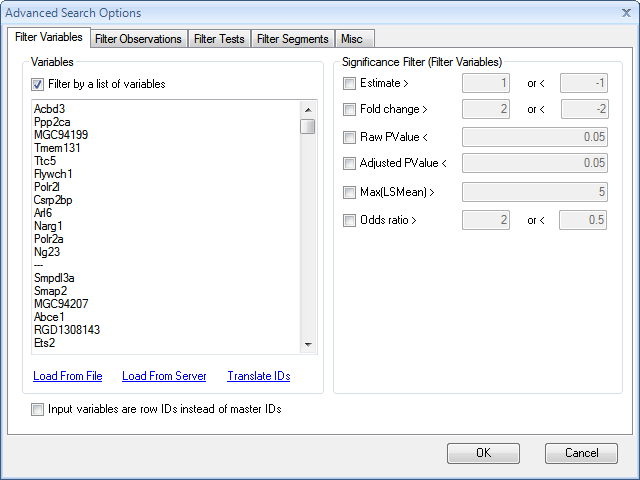 Advanced Search Options
Filter Variables Filter Observations Filter Tests Filter Segments Misc
Variables
Filter by a list of variables
Acbd3
Ppp2ca
MGC94199
Tmem131
Ttc5
Flywch1
Polr2l
Csrp2bp
Arl6
Narg1
Polr2a
Ng23
---
Smpdl3a
Smap2
MGC94207
Abce1
RGD1308143
Ets2
Load From File Load From Server Translate IDs
Input variables are row IDs instead of master IDs
Significance Filter (Filter Variables)
Estimate > 1 or < -1
Fold change > 2 or < -2
Raw PValue < 0.05
Adjusted PValue < 0.05
Max(LSMean) > 5
Odds ratio > 2 or < 0.5
OK Cancel